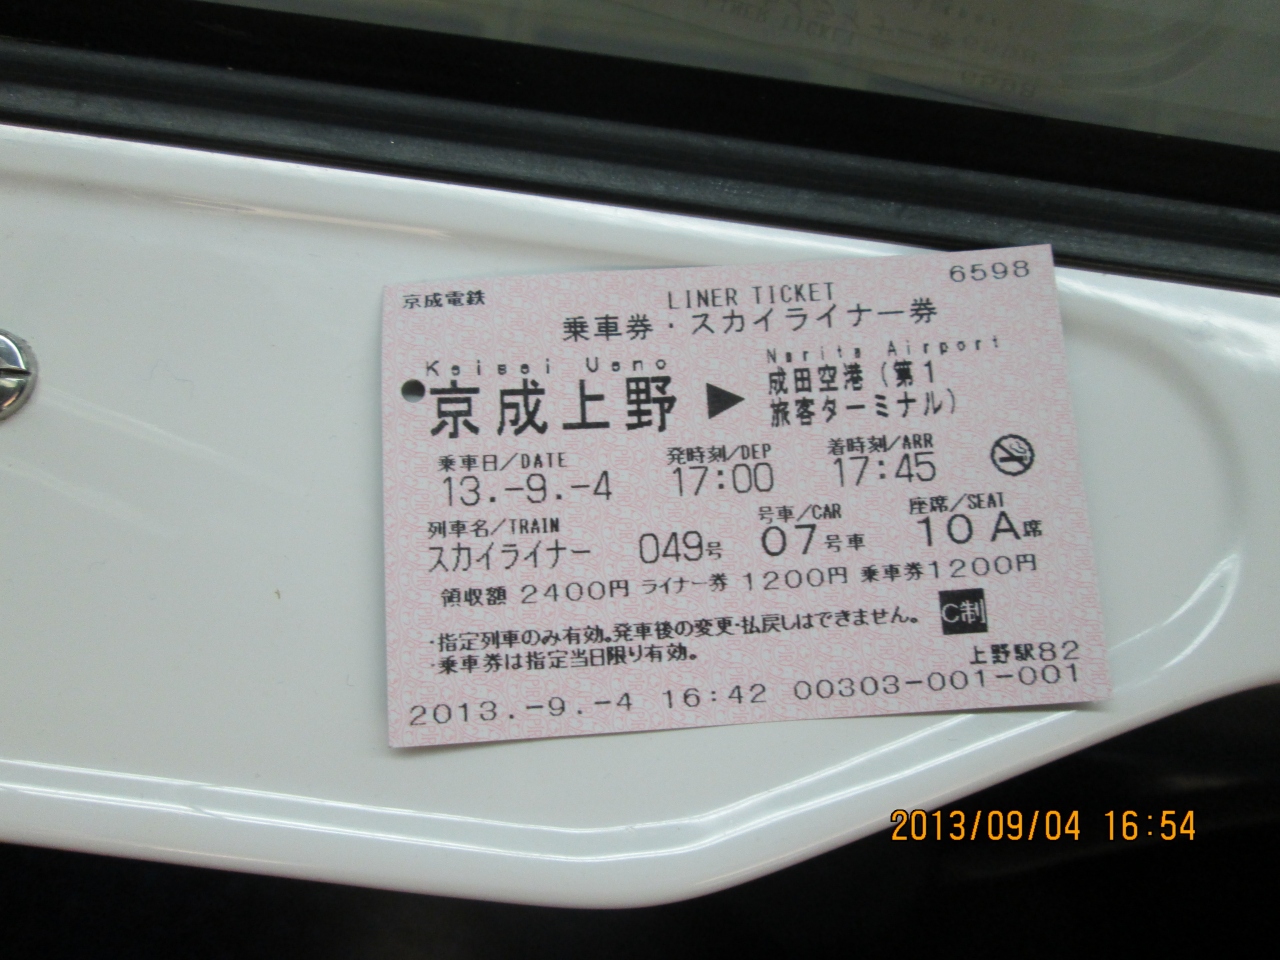 6598
京成電鉄
LINER TICKET
乗車券・スカイライナー券
Keisei Ueno
Narita Airport
京成上野 ▶ 成田空港(第1
旅客ターミナル)
乗車日/DATE 発時刻/DEP 着時刻/ARR
13.-9.-4 17:00 17:45
列車名/TRAIN 号車/CAR 座席/SEAT
スカイライナー 049号 07号車 10 A席
領収額 2400円 ライナー券 1200円 乗車券1200円
・指定列車のみ有効。発車後の変更・払戻しはできません。 C制
・乗車券は指定当日限り有効。
上野駅82
2013.-9.-4 16:42 00303-001-001
2013/09/04 16:54